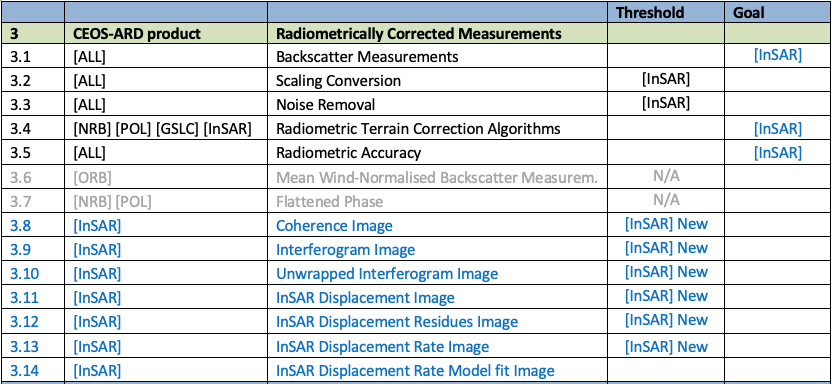 Threshold Goal
3 CEOS-ARD product Radiometrically Corrected Measurements
3.1 [ALL] Backscatter Measurements [InSAR]
3.2 [ALL] Scaling Conversion [InSAR]
3.3 [ALL] Noise Removal [InSAR]
3.4 [NRB] [POL] [GSLC] [InSAR] Radiometric Terrain Correction Algorithms [InSAR]
3.5 [ALL] Radiometric Accuracy [InSAR]
3.6 [ORB] Mean Wind-Normalised Backscatter Measurem. N/A
3.7 [NRB] [POL] Flattened Phase N/A
3.8 [InSAR] Coherence Image [InSAR] New
3.9 [InSAR] Interferogram Image [InSAR] New
3.10 [InSAR] Unwrapped Interferogram Image [InSAR] New
3.11 [InSAR] InSAR Displacement Image [InSAR] New
3.12 [InSAR] InSAR Displacement Residues Image [InSAR] New
3.13 [InSAR] InSAR Displacement Rate Image [InSAR] New
3.14 [InSAR] InSAR Displacement Rate Model fit Image